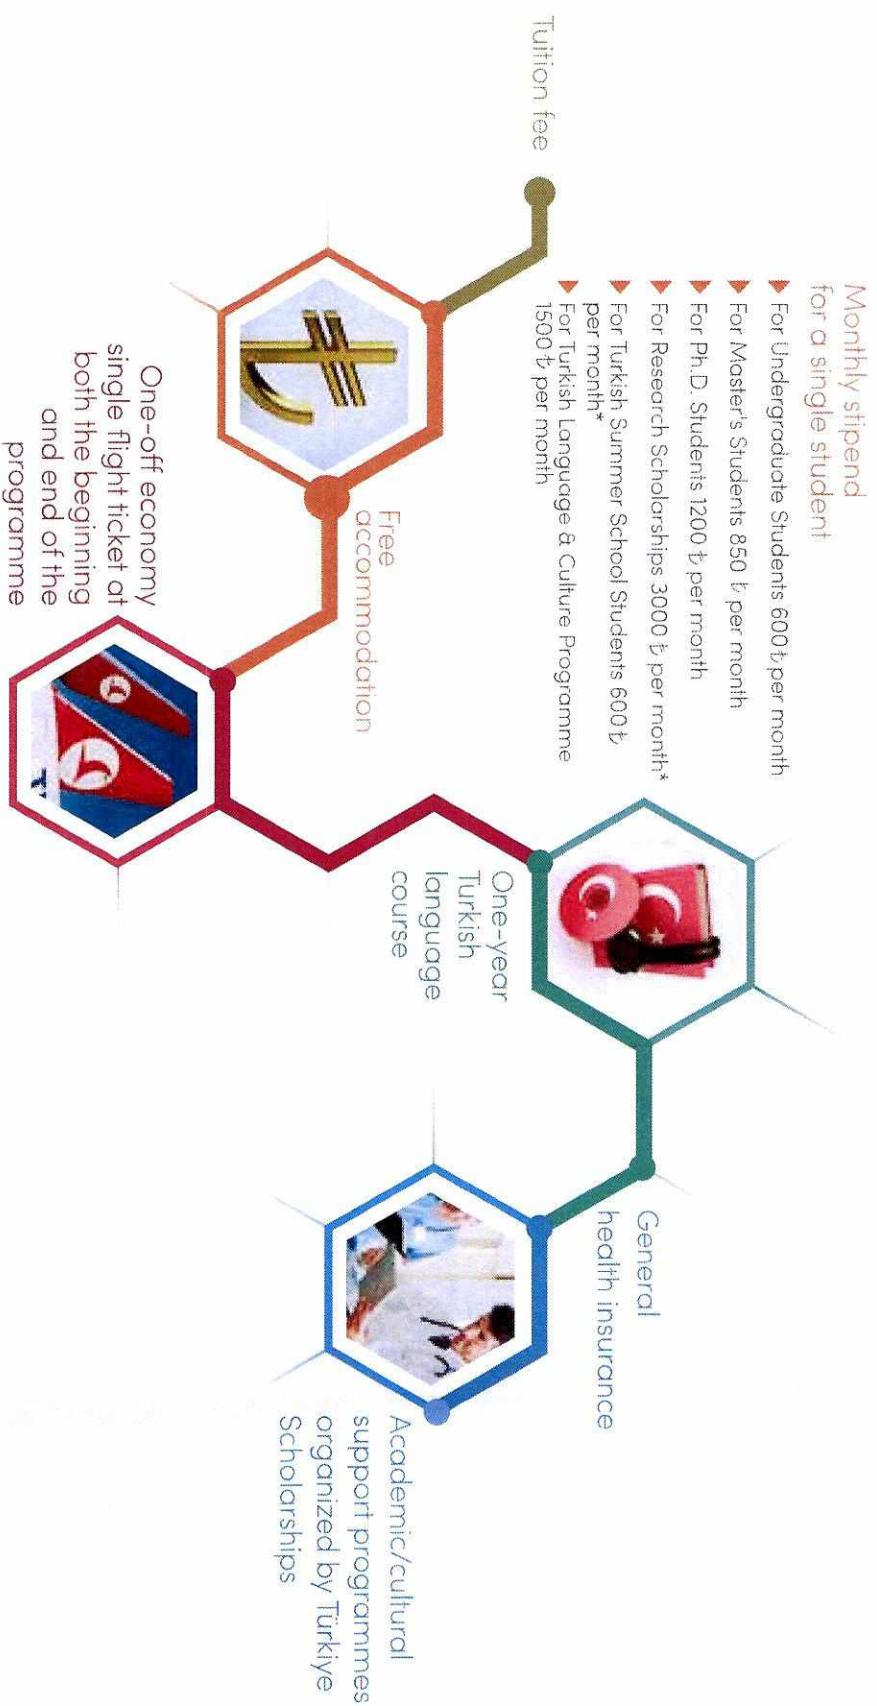 Tuition fee
Monthly stipend
for a single student
For Undergraduate Students 600 ₺ per month
For Master's Students 850 ₺ per month
For Ph.D. Students 1200 ₺ per month
For Research Scholarships 3000 ₺ per month*
For Turkish Summer School Students 600 ₺
per month*
For Turkish Language & Culture Programme
1500 ₺ per month
Free
accommodation
One-off economy
single flight ticket at
both the beginning
and end of the
programme
One-year
Turkish
language
course
General
health insurance
Academic/cultural
support programmes
organized by Türkiye
Scholarships